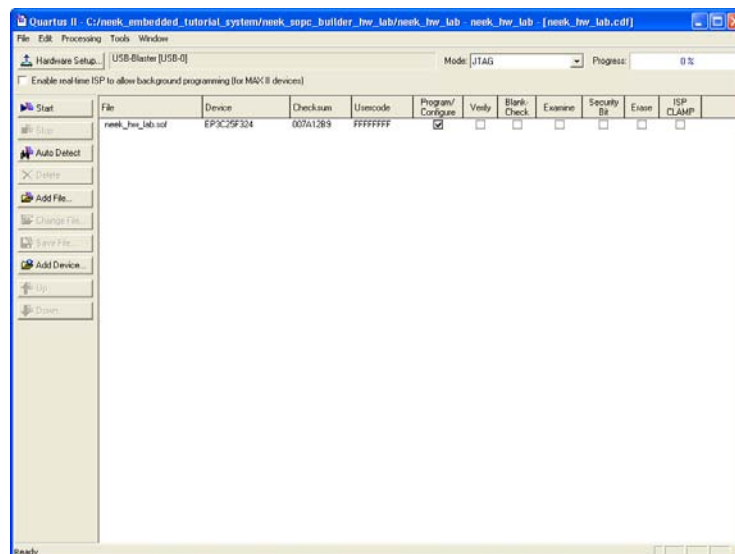 Quartus II - C:/neek_embedded_tutorial_system/neek_sopc_builder_hw_lab/neek_hw_lab - neek_hw_lab - [neek_hw_lab.cdf]
File Edit Processing Tools Window
Hardware Setup... USB-Blaster [USB-0] Mode: JTAG Progress: 0 %
Enable real-time ISP to allow background programming (for MAX II devices)
Start
Stop
Auto Detect
Delete
Add File...
Change File...
Save File...
Add Device...
Up
Down
File Device Checksum Usercode Program/ Configure Verify Blank- Check Examine Security Bit Erase ISP CLAMP
neek_hw_lab.sof EP3C25F324 007A12B9 FFFFFFFF
Ready